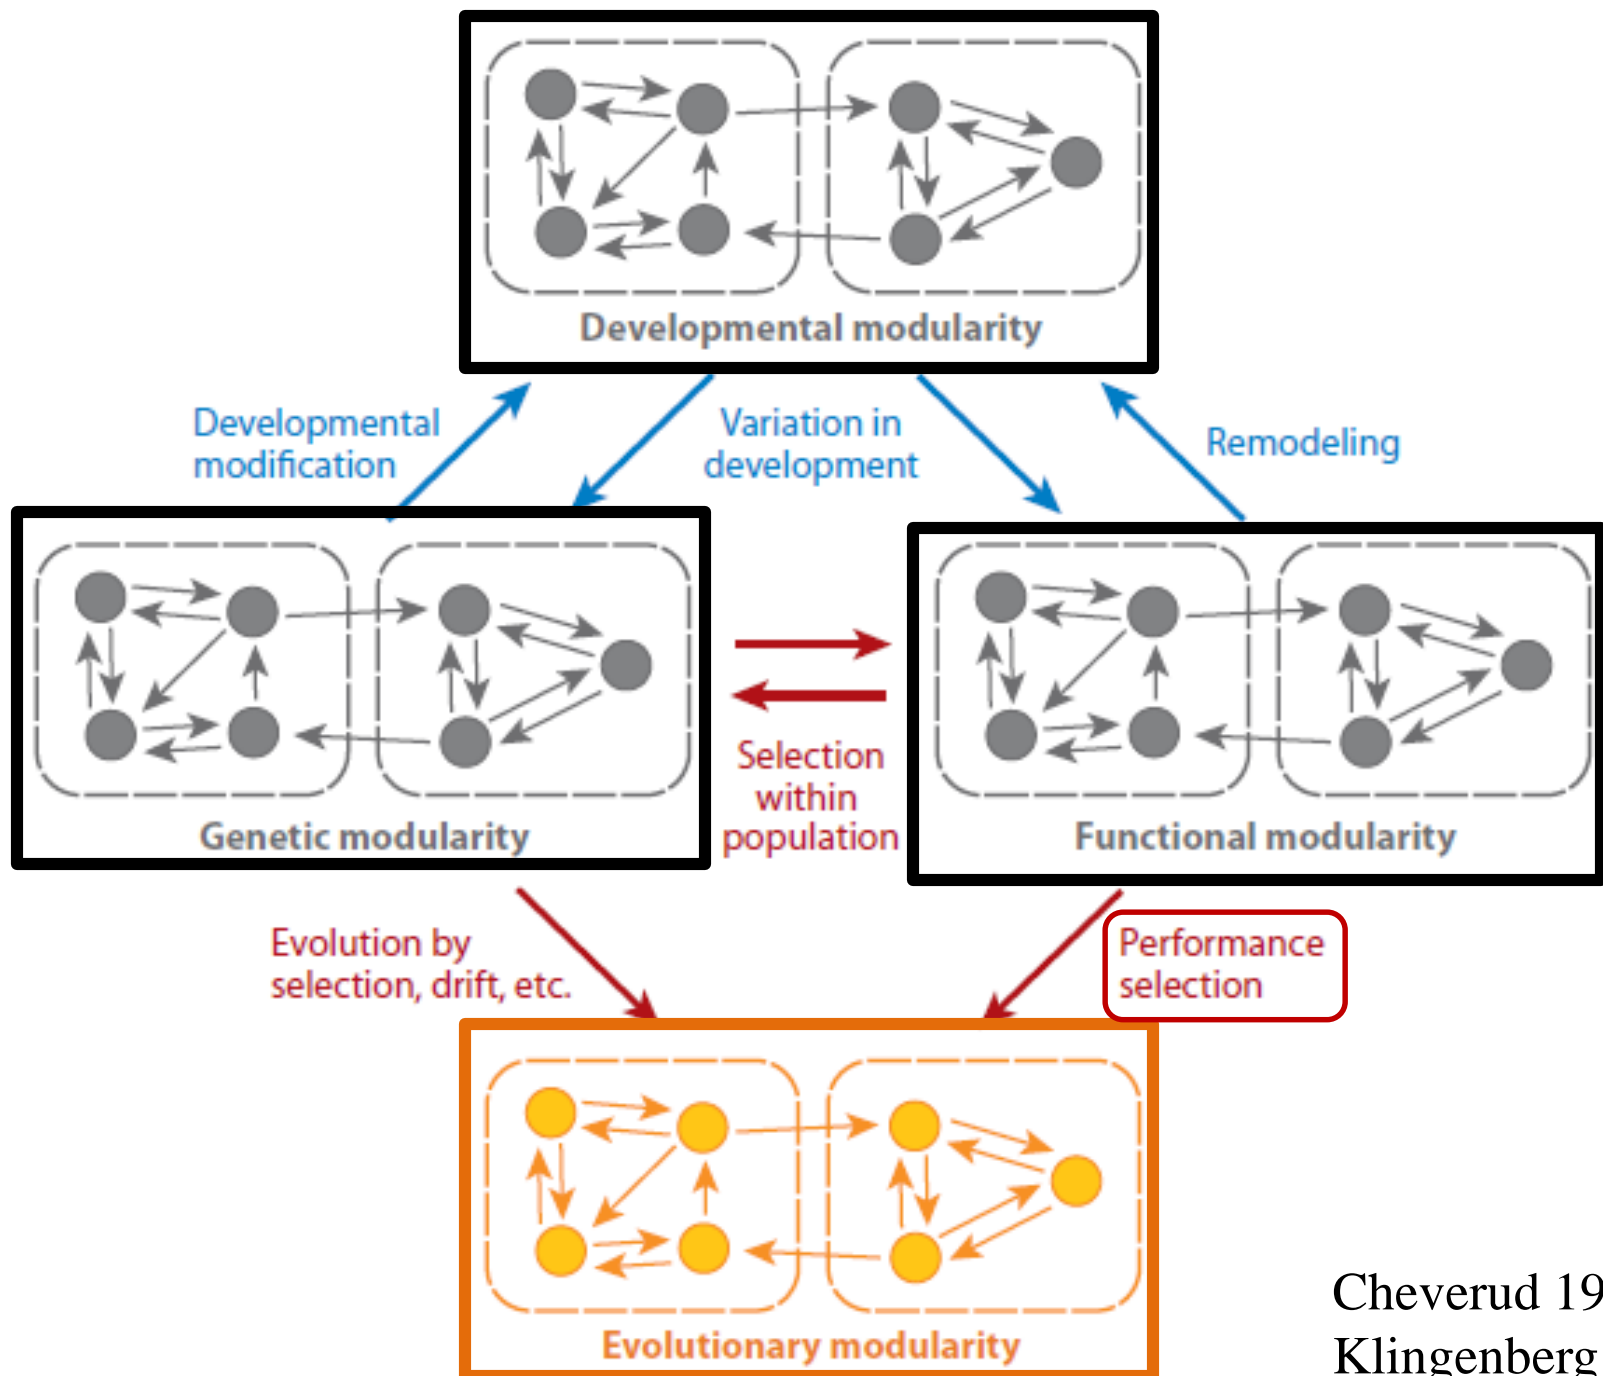 Developmental modularity
Developmental
modification
Variation in
development
Remodeling
Selection
within
population
Genetic modularity
Functional modularity
Evolution by
selection, drift, etc.
Performance
selection
Evolutionary modularity
Cheverud 19
Klingenberg